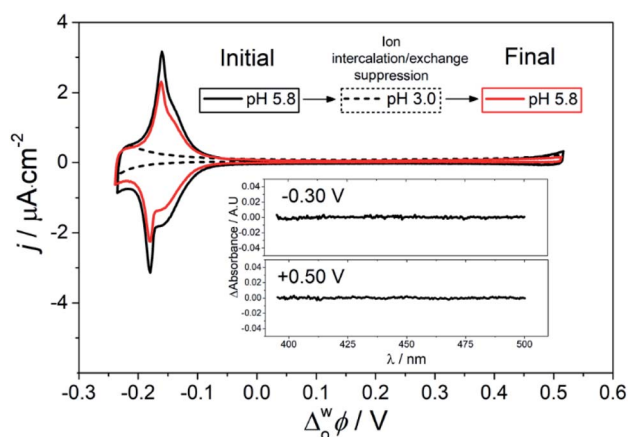 4
2
0
-2
-4
j / μA·cm⁻²
Initial
Ion
intercalation/exchange
suppression
Final
pH 5.8
pH 3.0
pH 5.8
-0.30 V
0.04
0.02
0.00
-0.02
-0.04
+0.50 V
0.04
0.02
0.00
-0.02
-0.04
ΔAbsorbance / A.U
400 425 450 475 500
λ / nm
-0.3 -0.2 -0.1 0.0 0.1 0.2 0.3 0.4 0.5 0.6
Δ_o^w ϕ / V